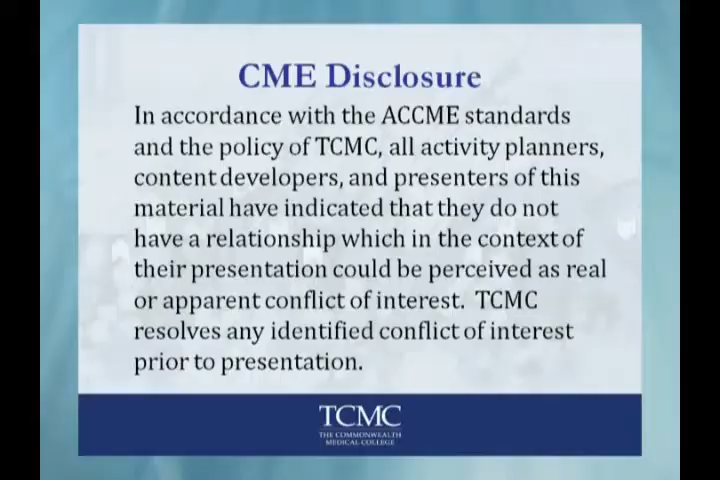 CME Disclosure
In accordance with the ACCME standards
and the policy of TCMC, all activity planners,
content developers, and presenters of this
material have indicated that they do not
have a relationship which in the context of
their presentation could be perceived as real
or apparent conflict of interest.  TCMC
resolves any identified conflict of interest
prior to presentation.
TCMC
THE COMMONWEALTH
MEDICAL COLLEGE